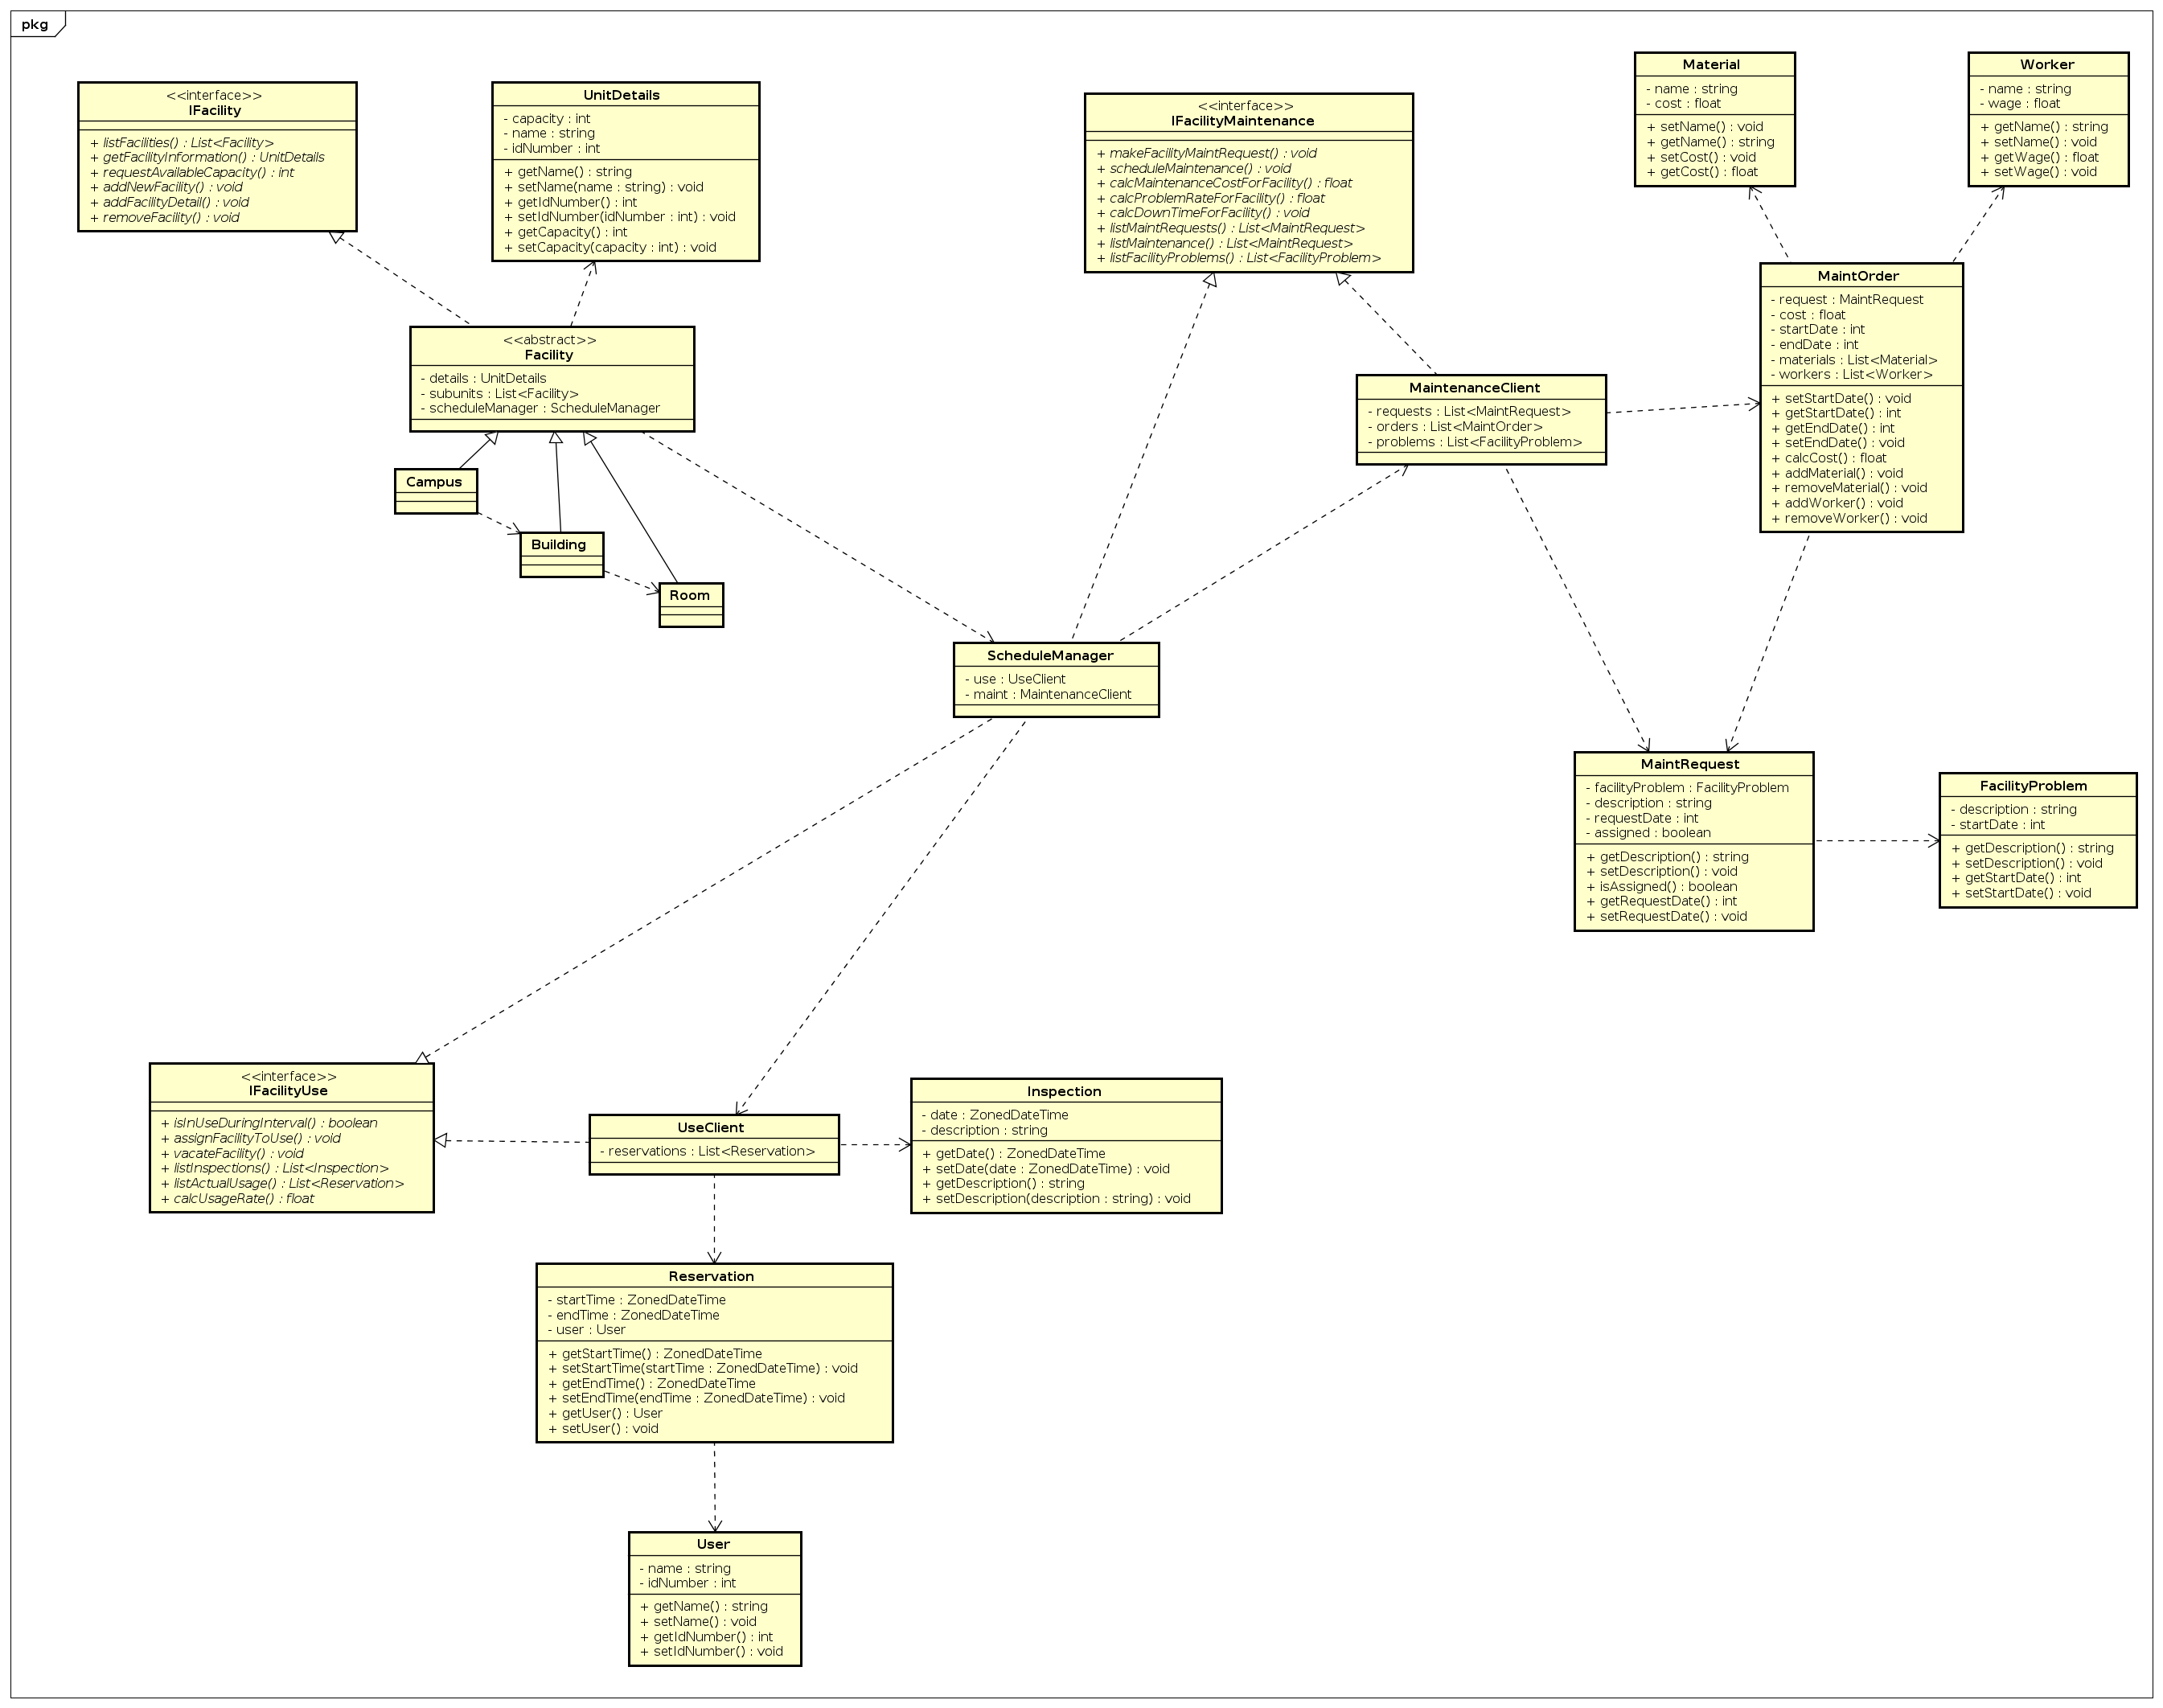 pkg
<<interface>>
IFacility
+ listFacilities() : List<Facility>
+ getFacilityInformation() : UnitDetails
+ requestAvailableCapacity() : int
+ addNewFacility() : void
+ addFacilityDetail() : void
+ removeFacility() : void
UnitDetails
- capacity : int
- name : string
- idNumber : int
+ getName() : string
+ setName(name : string) : void
+ getIdNumber() : int
+ setIdNumber(idNumber : int) : void
+ getCapacity() : int
+ setCapacity(capacity : int) : void
<<interface>>
IFacilityMaintenance
+ makeFacilityMaintRequest() : void
+ scheduleMaintenance() : void
+ calcMaintenanceCostForFacility() : float
+ calcProblemRateForFacility() : float
+ calcDownTimeForFacility() : void
+ listMaintRequests() : List<MaintRequest>
+ listMaintenance() : List<MaintRequest>
+ listFacilityProblems() : List<FacilityProblem>
Material
- name : string
- cost : float
+ setName() : void
+ getName() : string
+ setCost() : void
+ getCost() : float
Worker
- name : string
- wage : float
+ getName() : string
+ setName() : void
+ getWage() : float
+ setWage() : void
MaintOrder
- request : MaintRequest
- cost : float
- startDate : int
- endDate : int
- materials : List<Material>
- workers : List<Worker>
+ setStartDate() : void
+ getStartDate() : int
+ getEndDate() : int
+ setEndDate() : void
+ calcCost() : float
+ addMaterial() : void
+ removeMaterial() : void
+ addWorker() : void
+ removeWorker() : void
<<abstract>>
Facility
- details : UnitDetails
- subunits : List<Facility>
- scheduleManager : ScheduleManager
MaintenanceClient
- requests : List<MaintRequest>
- orders : List<MaintOrder>
- problems : List<FacilityProblem>
Campus
Building
Room
ScheduleManager
- use : UseClient
- maint : MaintenanceClient
MaintRequest
- facilityProblem : FacilityProblem
- description : string
- requestDate : int
- assigned : boolean
+ getDescription() : string
+ setDescription() : void
+ isAssigned() : boolean
+ getRequestDate() : int
+ setRequestDate() : void
FacilityProblem
- description : string
- startDate : int
+ getDescription() : string
+ setDescription() : void
+ getStartDate() : int
+ setStartDate() : void
<<interface>>
IFacilityUse
+ isInUseDuringInterval() : boolean
+ assignFacilityToUse() : void
+ vacateFacility() : void
+ listInspections() : List<Inspection>
+ listActualUsage() : List<Reservation>
+ calcUsageRate() : float
UseClient
- reservations : List<Reservation>
Inspection
- date : ZonedDateTime
- description : string
+ getDate() : ZonedDateTime
+ setDate(date : ZonedDateTime) : void
+ getDescription() : string
+ setDescription(description : string) : void
Reservation
- startTime : ZonedDateTime
- endTime : ZonedDateTime
- user : User
+ getStartTime() : ZonedDateTime
+ setStartTime(startTime : ZonedDateTime) : void
+ getEndTime() : ZonedDateTime
+ setEndTime(endTime : ZonedDateTime) : void
+ getUser() : User
+ setUser() : void
User
- name : string
- idNumber : int
+ getName() : string
+ setName() : void
+ getIdNumber() : int
+ setIdNumber() : void